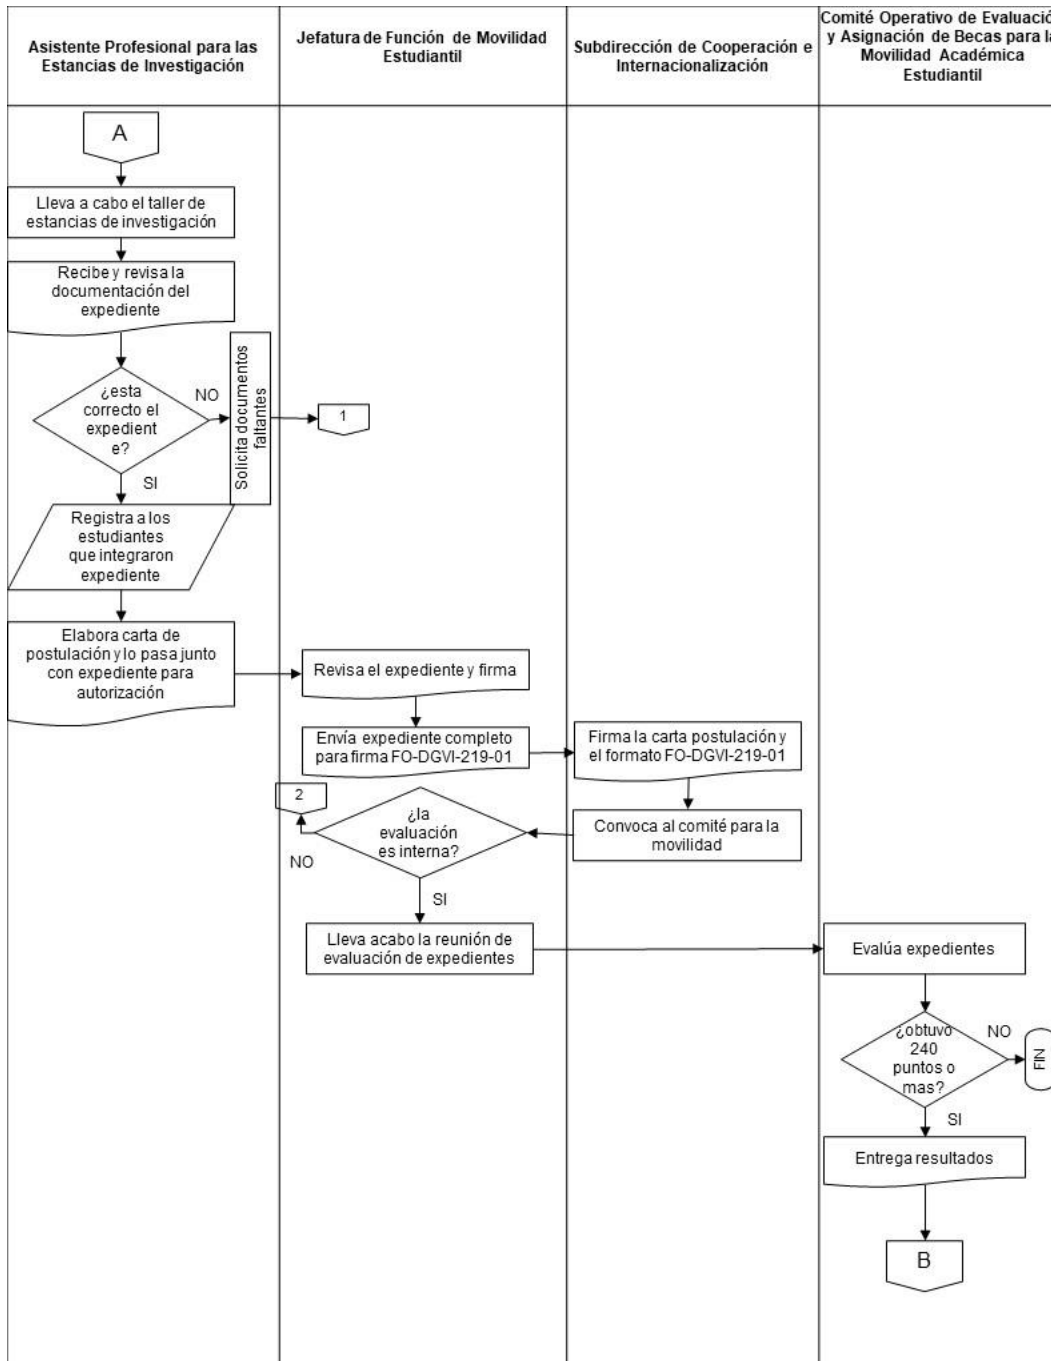 Asistente Profesional para las
Estancias de Investigación
Jefatura de Función de Movilidad
Estudiantil
Subdirección de Cooperación e
Internacionalización
Comité Operativo de Evaluació
y Asignación de Becas para la
Movilidad Académica
Estudiantil
A
Lleva a cabo el taller de
estancias de investigación
Recibe y revisa la
documentación del
expediente
¿esta
correcto el
expedient
e?
NO
Solicita documentos
faltantes
1
SI
Registra a los
estudiantes
que integraron
expediente
Elabora carta de
postulación y lo pasa junto
con expediente para
autorización
Revisa el expediente y firma
Envía expediente completo
para firma FO-DGVI-219-01
Firma la carta postulación y
el formato FO-DGVI-219-01
Convoca al comité para la
movilidad
¿la
evaluación
es interna?
2
NO
SI
Lleva acabo la reunión de
evaluación de expedientes
Evalúa expedientes
¿obtuvo
240
puntos o
mas?
NO
FIN
SI
Entrega resultados
B